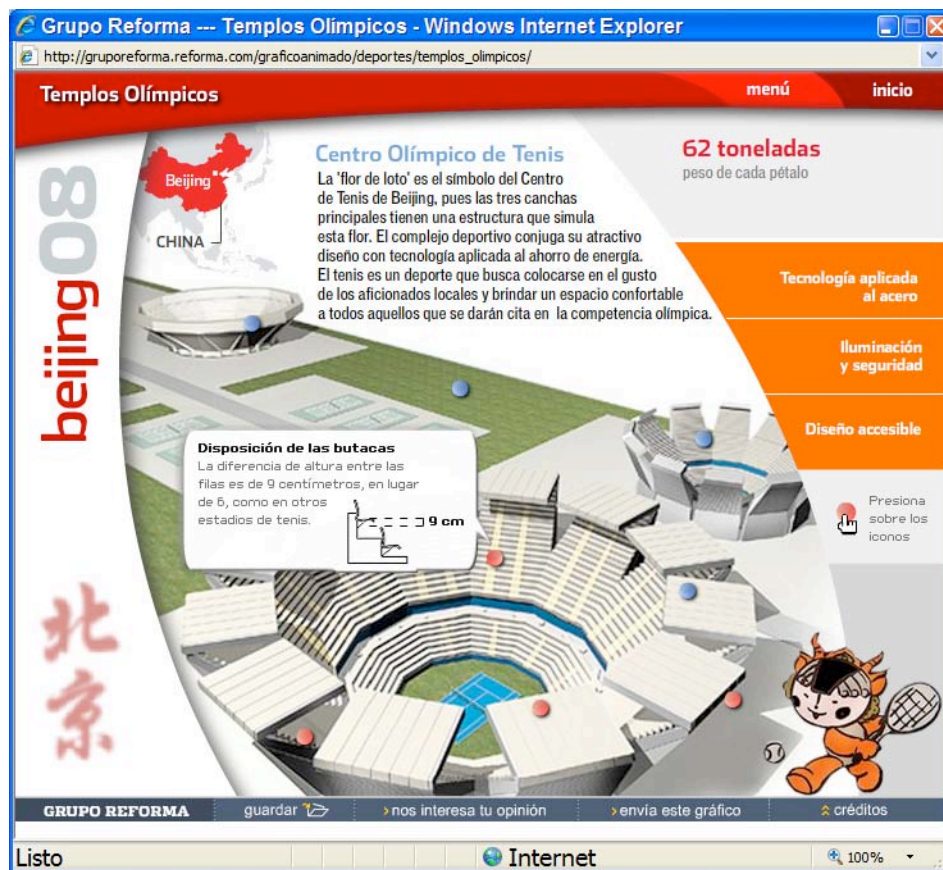 Grupo Reforma --- Templos Olímpicos - Windows Internet Explorer
http://gruporeforma.reforma.com/graficoanimado/deportes/templos_olimpicos/
Templos Olímpicos
menú
inicio
beijing08
北京
Beijing
CHINA
Centro Olímpico de Tenis
La 'flor de loto' es el símbolo del Centro
de Tenis de Beijing, pues las tres canchas
principales tienen una estructura que simula
esta flor. El complejo deportivo conjuga su atractivo
diseño con tecnología aplicada al ahorro de energía.
El tenis es un deporte que busca colocarse en el gusto
de los aficionados locales y brindar un espacio confortable
a todos aquellos que se darán cita en la competencia olímpica.
62 toneladas
peso de cada pétalo
Tecnología aplicada
al acero
Iluminación
y seguridad
Diseño accesible
Presiona
sobre los
iconos
Disposición de las butacas
La diferencia de altura entre las
filas es de 9 centímetros, en lugar
de 6, como en otros
estadios de tenis.
9 cm
GRUPO REFORMA
guardar
nos interesa tu opinión
envía este gráfico
créditos
Listo
Internet
100%